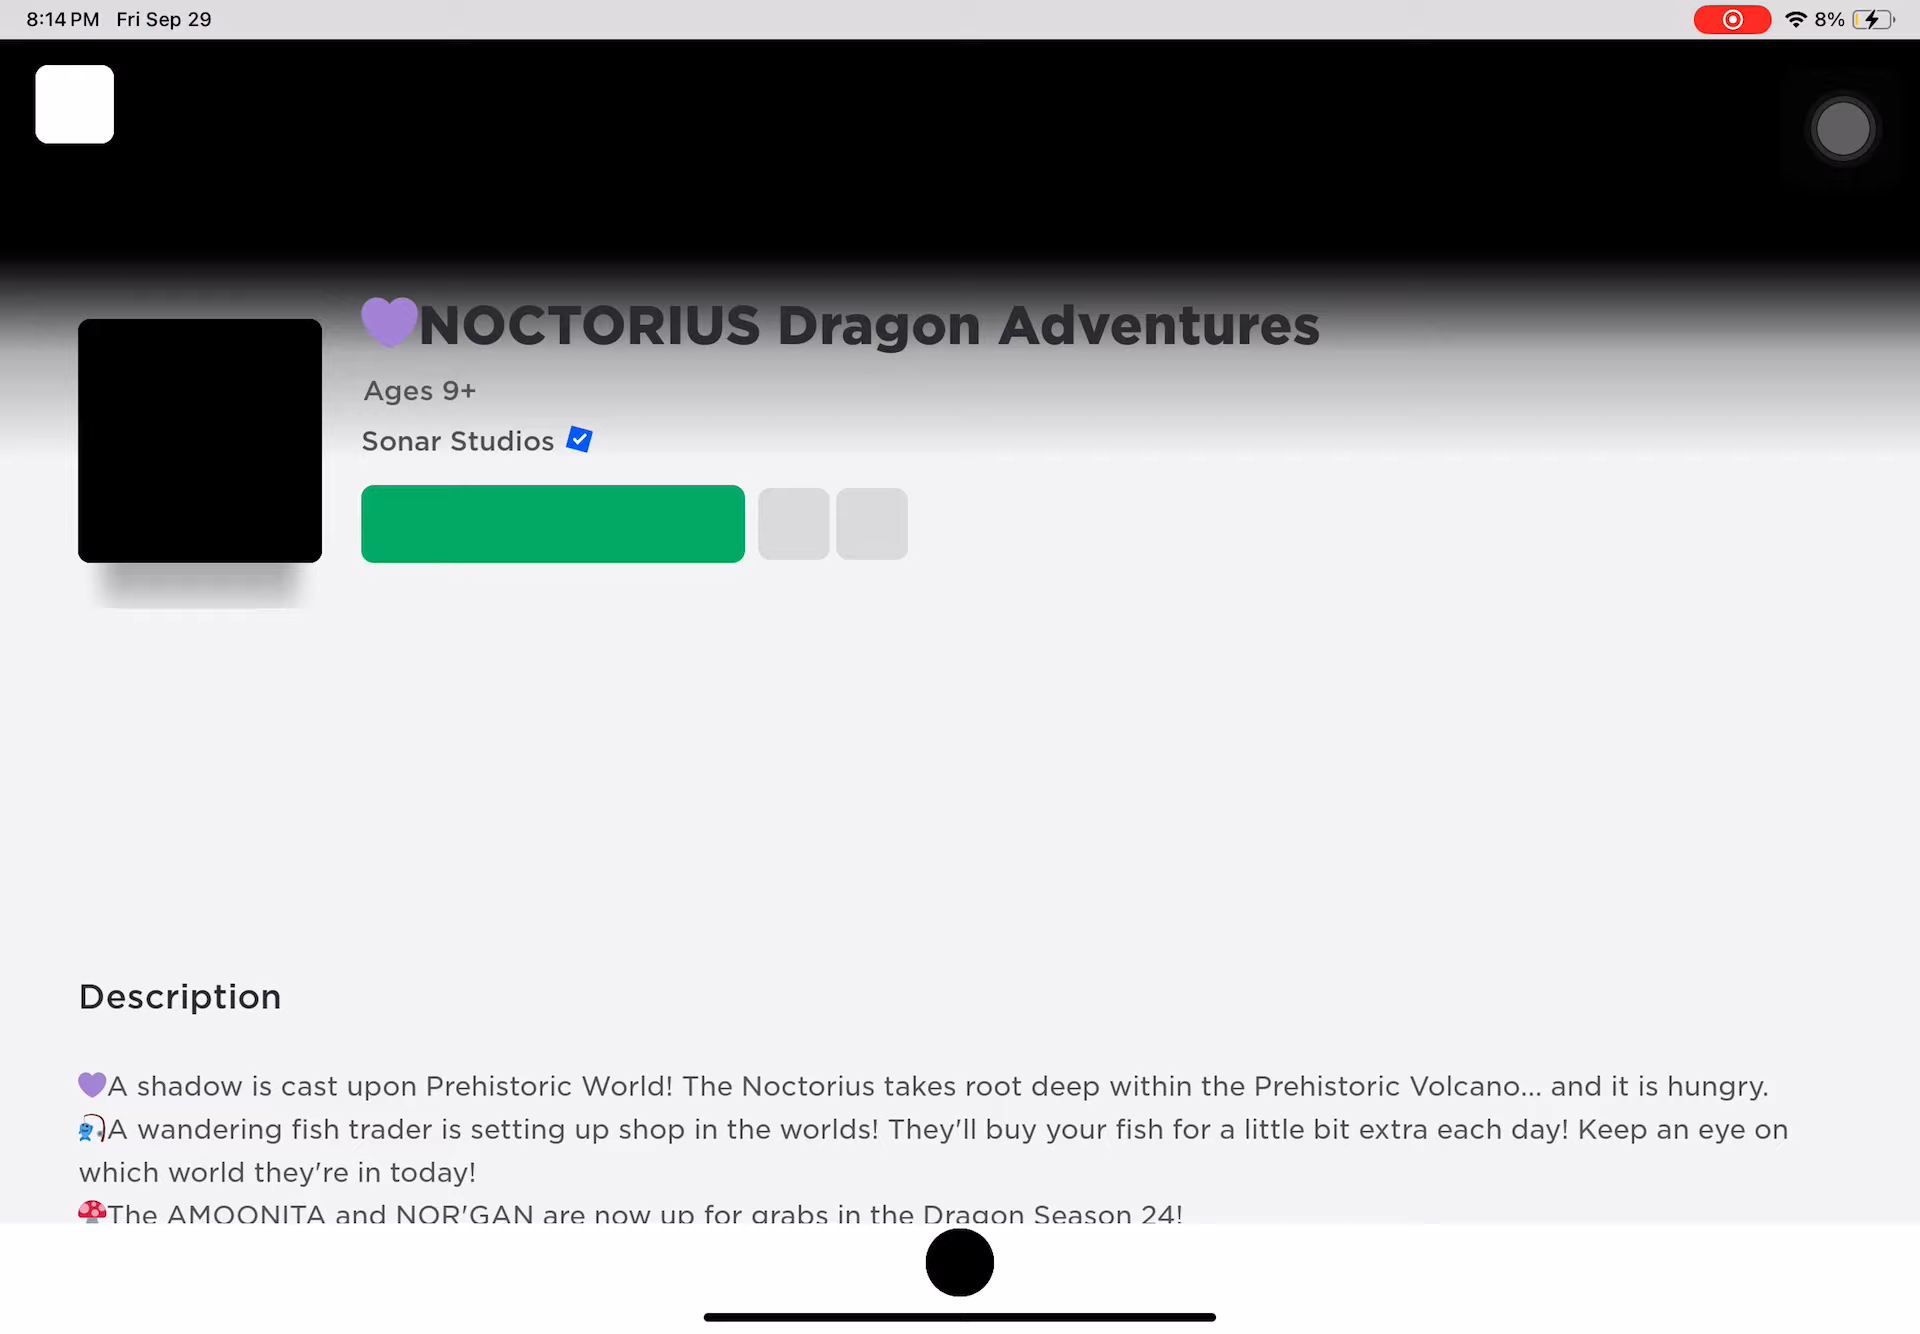 8:14 PM Fri Sep 29
8%
💜NOCTORIUS Dragon Adventures
Ages 9+
Sonar Studios
Description
💜A shadow is cast upon Prehistoric World! The Noctorius takes root deep within the Prehistoric Volcano... and it is hungry.
🎣A wandering fish trader is setting up shop in the worlds! They'll buy your fish for a little bit extra each day! Keep an eye on
which world they're in today!
🍄The AMOONITA and NOR'GAN are now up for grabs in the Dragon Season 24!